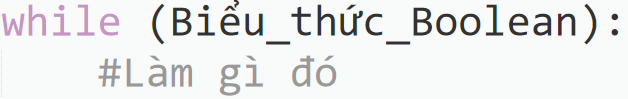 while (Biểu_thức_Boolean):
    #Làm gì đó